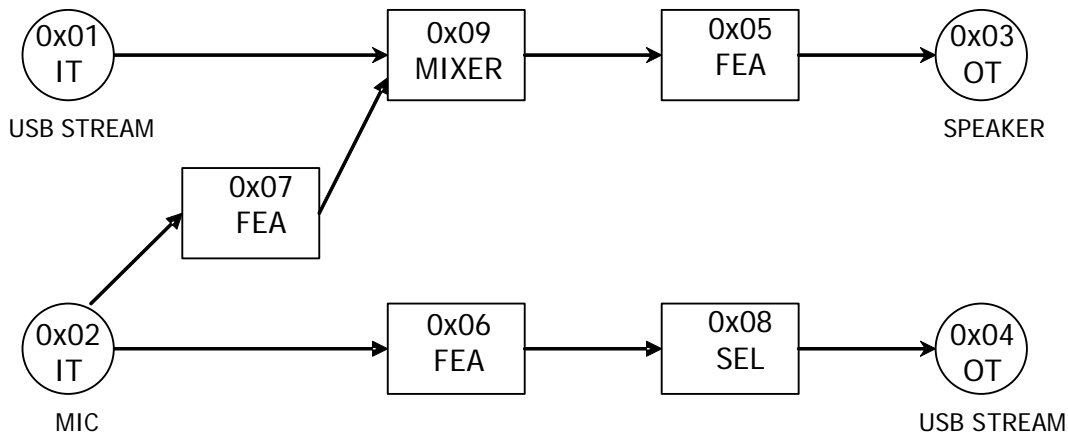 0x01
IT
USB STREAM
0x09
MIXER
0x05
FEA
0x03
OT
SPEAKER
0x07
FEA
0x02
IT
MIC
0x06
FEA
0x08
SEL
0x04
OT
USB STREAM